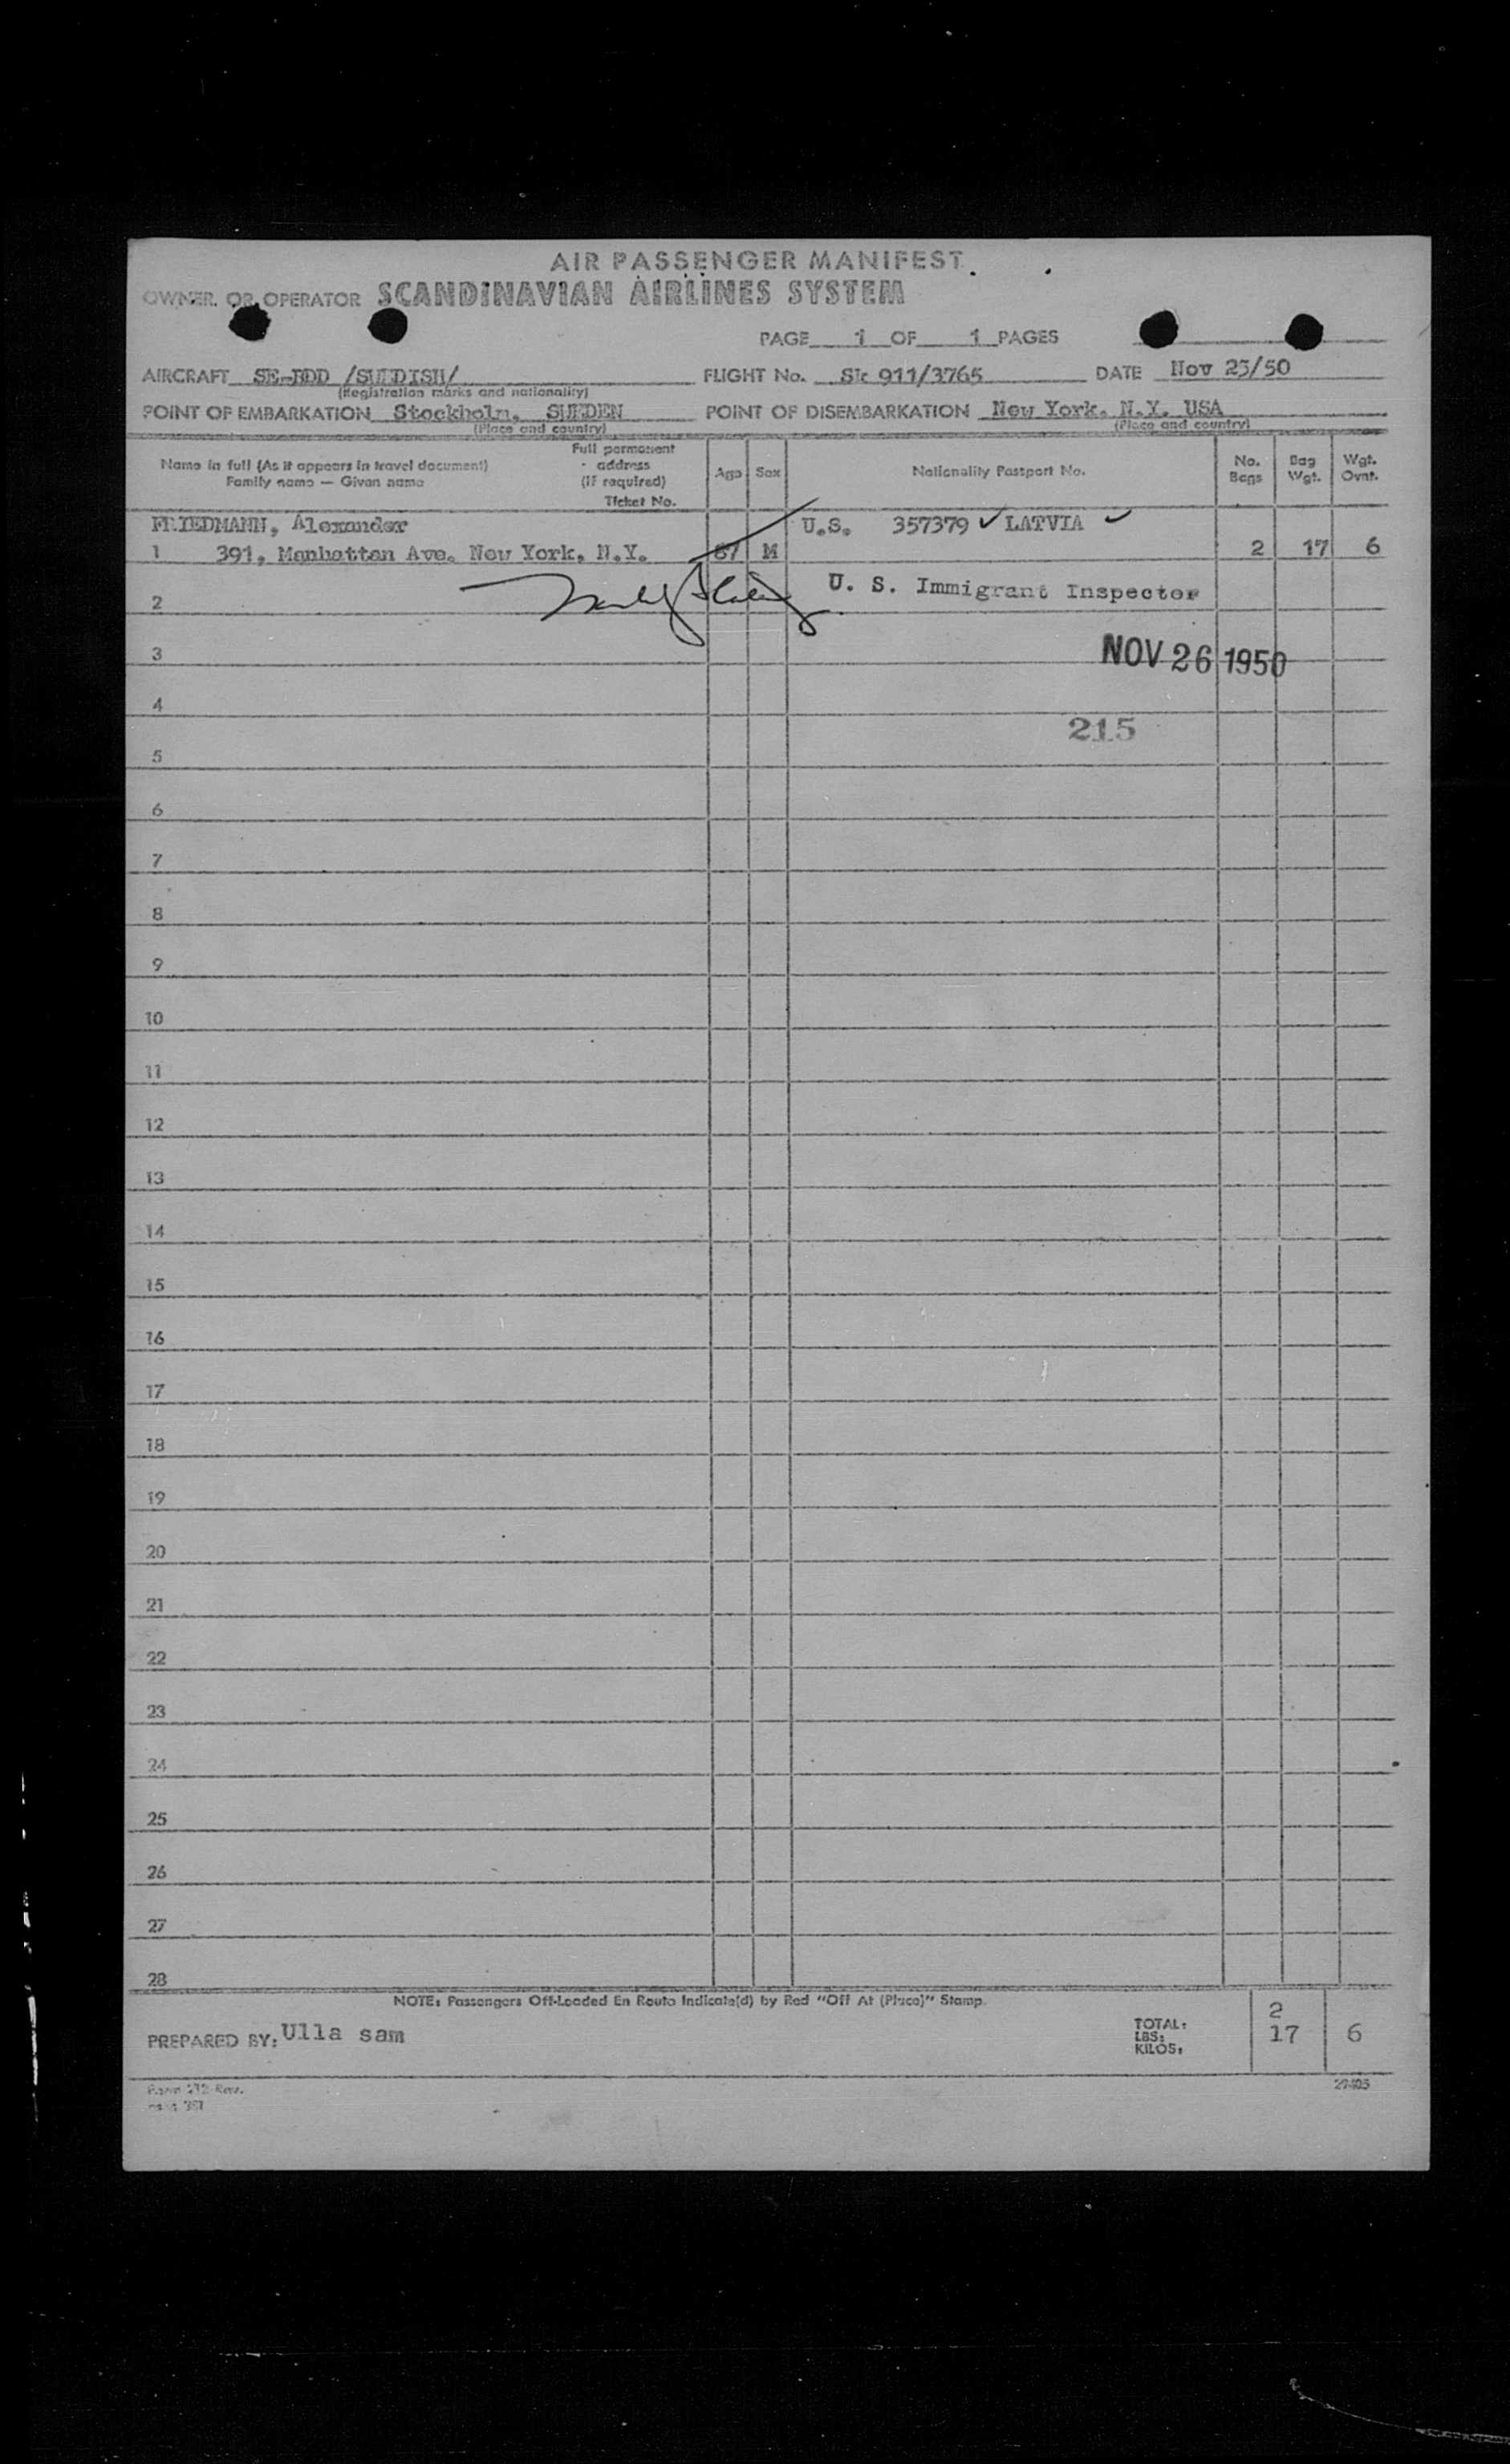 AIR PASSENGER MANIFEST
OWNER OR OPERATOR SCANDINAVIAN AIRLINES SYSTEM
PAGE 1 OF 1 PAGES
AIRCRAFT SE-BDD /SUEDISH/ FLIGHT No. SK 911/3765 DATE Nov 25/50
(Registration marks and nationality)
POINT OF EMBARKATION Stockholm, SUEDEN POINT OF DISEMBARKATION New York, N.Y. USA
(Place and country) (Place and country)
Name in full (As it appears in travel document) Family name — Given name Full permanent address (if required) Ticket No. Age Sex Nationality Passport No. No. Bags Bag Wgt. Wgt. Ovnt.
FRIEDMANN, Alexander U.S. 357379 ✓ LATVIA ✓
1 391, Manhattan Ave. New York, N.Y. 67 M 2 17 6
2 U. S. Immigrant Inspector
3 NOV 26 1950
4
215
5
6
7
8
9
10
11
12
13
14
15
16
17
18
19
20
21
22
23
24
25
26
27
28
NOTE: Passengers Off-Loaded En Route Indicate(d) by Red "Off At (Place)" Stamp.
PREPARED BY: Ulla sam
TOTAL: 2
LBS: 17 6
KILOS:
Form Rev.